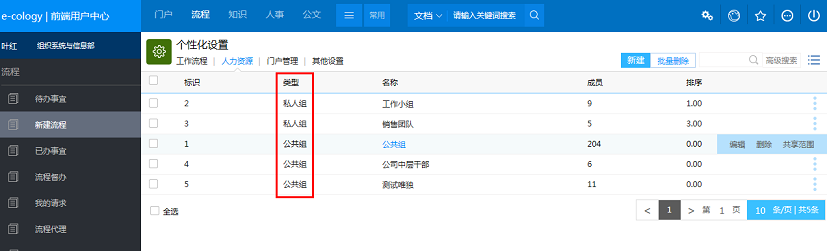 e-cology | 前端用户中心
门户 流程 知识 人事 公文 常用 文档 请输入关键词搜索
叶红 组织系统与信息部
流程
待办事宜
新建流程
已办事宜
流程督办
我的请求
流程代理
个性化设置
工作流程 | 人力资源 | 门户管理 | 其他设置
新建 批量删除 高级搜索
标识 类型 名称 成员 排序
2 私人组 工作小组 9 1.00
3 私人组 销售团队 5 3.00
1 公共组 公共组 204 0.00 编辑 删除 共享范围
4 公共组 公司中层干部 6 0.00
5 公共组 测试唯独 11 0.00
全选
< 1 > 第 1 页 10 条/页 | 共5条